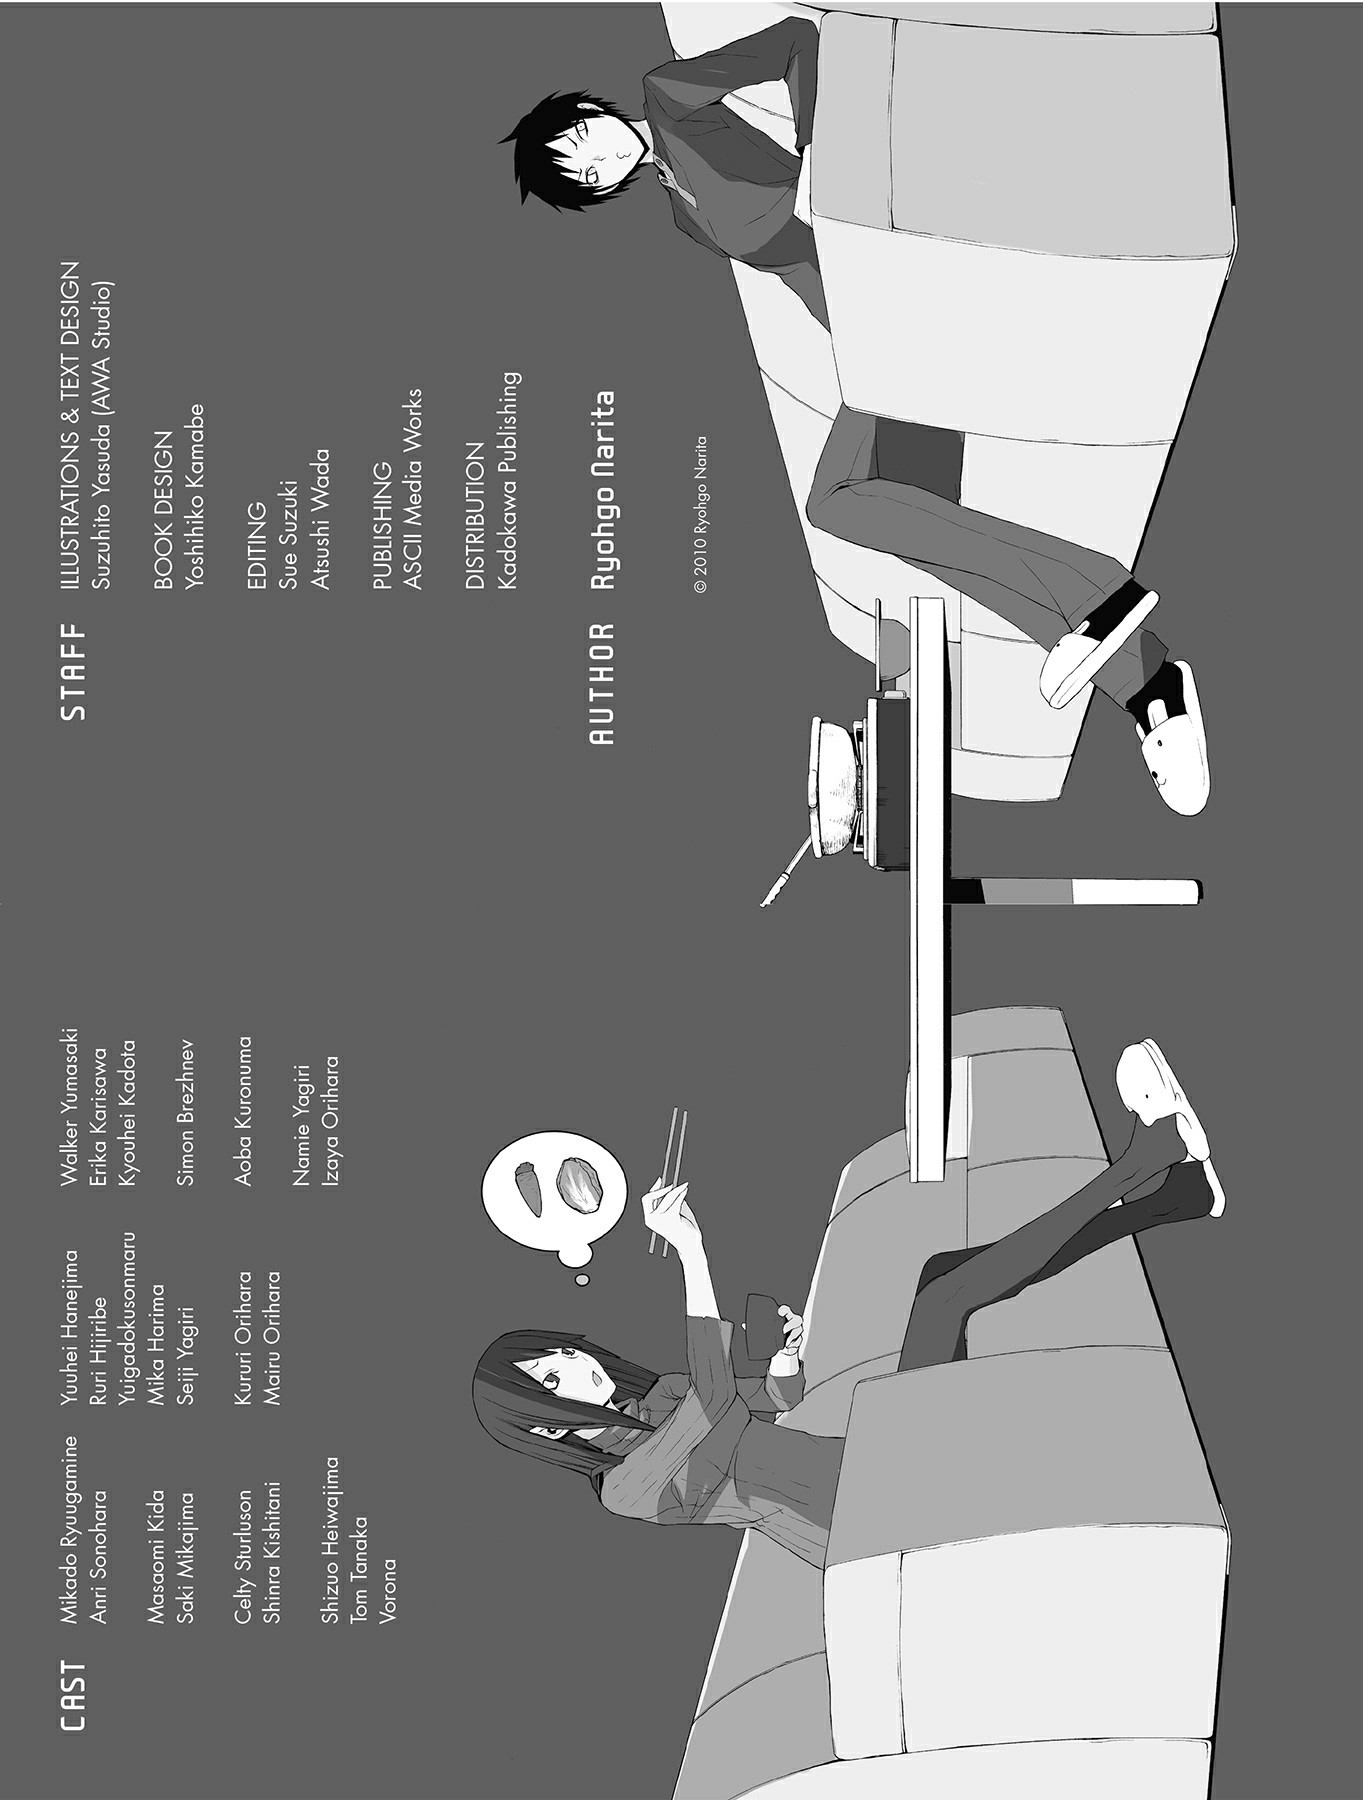 CAST
Mikado Ryuugamine
Anri Sonohara
Masaomi Kida
Saki Mikajima
Celty Sturluson
Shinra Kishitani
Shizuo Heiwajima
Tom Tanaka
Vorona
Yuuhei Hanejima
Ruri Hijiribe
Yuigadokusonmaru
Mika Harima
Seiji Yagiri
Kururi Orihara
Mairu Orihara
Walker Yumasaki
Erika Karisawa
Kyouhei Kadota
Simon Brezhnev
Aoba Kuronuma
Namie Yagiri
Izaya Orihara
STAFF
ILLUSTRATIONS & TEXT DESIGN
Suzuhito Yasuda (AWA Studio)
BOOK DESIGN
Yoshihiko Kamabe
EDITING
Sue Suzuki
Atsushi Wada
PUBLISHING
ASCII Media Works
DISTRIBUTION
Kadokawa Publishing
AUTHOR Ryohgo Narita
© 2010 Ryohgo Narita